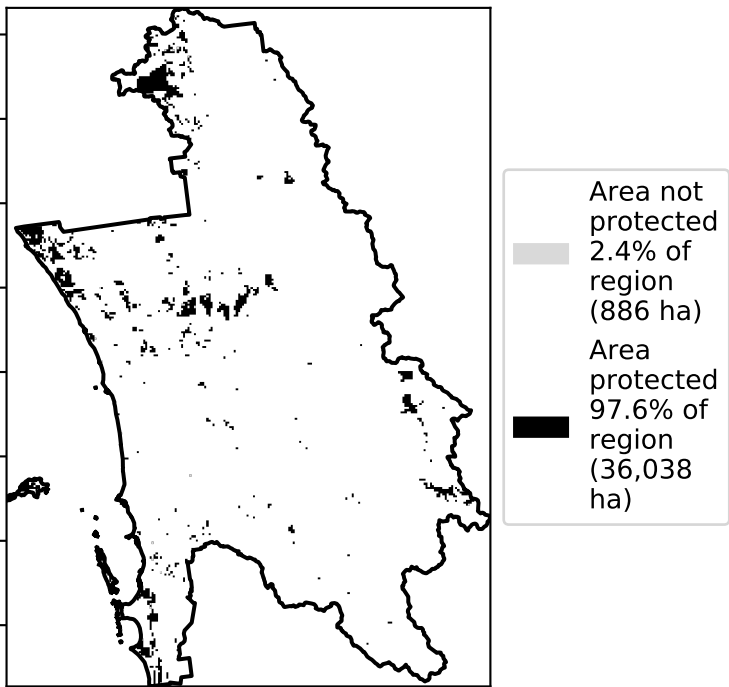 Area not
protected
2.4% of
region
(886 ha)
Area
protected
97.6% of
region
(36,038
ha)